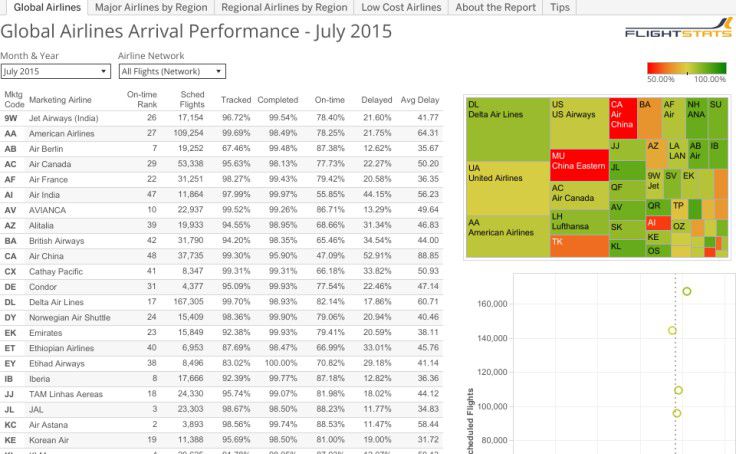 Global Airlines Major Airlines by Region Regional Airlines by Region Low Cost Airlines About the Report Tips
Global Airlines Arrival Performance - July 2015
FLIGHTSTATS
Month & Year Airline Network
July 2015 All Flights (Network)
50.00% 100.00%
Mktg Code Marketing Airline On-time Rank Sched Flights Tracked Completed On-time Delayed Avg Delay
9W Jet Airways (India) 26 17,154 96.72% 99.54% 78.40% 21.60% 41.77
AA American Airlines 27 109,254 99.69% 98.49% 78.25% 21.75% 64.31
AB Air Berlin 7 19,252 67.46% 99.48% 87.38% 12.62% 35.67
AC Air Canada 29 53,338 95.63% 98.13% 77.73% 22.27% 50.20
AF Air France 22 31,251 98.27% 99.43% 79.42% 20.58% 36.35
AI Air India 47 11,864 97.99% 99.97% 55.85% 44.15% 56.23
AV AVIANCA 10 22,937 99.52% 99.26% 86.71% 13.29% 49.64
AZ Alitalia 39 19,933 94.55% 98.95% 68.66% 31.34% 46.83
BA British Airways 42 31,790 94.20% 98.35% 65.46% 34.54% 44.00
CA Air China 48 37,735 99.30% 95.90% 47.09% 52.91% 88.85
CX Cathay Pacific 41 8,347 99.31% 99.31% 66.18% 33.82% 50.93
DE Condor 31 4,377 95.09% 99.93% 77.54% 22.46% 47.14
DL Delta Air Lines 17 167,305 99.70% 98.93% 82.14% 17.86% 60.71
DY Norwegian Air Shuttle 24 15,409 98.36% 99.90% 79.06% 20.94% 40.46
EK Emirates 23 15,849 92.38% 99.93% 79.41% 20.59% 38.11
ET Ethiopian Airlines 40 6,953 87.69% 98.47% 66.99% 33.01% 45.76
EY Etihad Airways 38 8,496 83.02% 100.00% 70.82% 29.18% 41.14
IB Iberia 8 17,666 92.39% 99.77% 87.18% 12.82% 36.36
JJ TAM Linhas Aereas 18 24,330 95.74% 99.07% 81.98% 18.02% 44.12
JL JAL 3 23,303 98.67% 98.50% 88.23% 11.77% 34.83
KC Air Astana 2 3,893 98.56% 99.74% 88.53% 11.47% 58.44
KE Korean Air 19 11,388 95.69% 98.50% 81.00% 19.00% 31.72
DL
Delta Air Lines
UA
United Airlines
AA
American Airlines
US
US Airways
MU
China Eastern
AC
Air Canada
LH
Lufthansa
TK
CA
Air
China
JJ
JL
QF
AV
SK
KL
BA
AF
Air
NH
ANA
SU
AZ
LA
LAN
AB
Air
IB
9W
Jet
SV
EK
QR
TP
AI
OZ
KE
OS
160,000
140,000
120,000
100,000
80,000
cheduled Flights